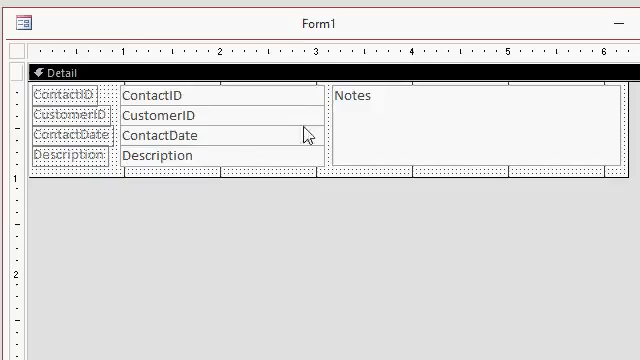 Form1
1 2 3 4 5 6
Detail
ContactID ContactID Notes
CustomerID CustomerID
ContactDate ContactDate
Description Description
1
2